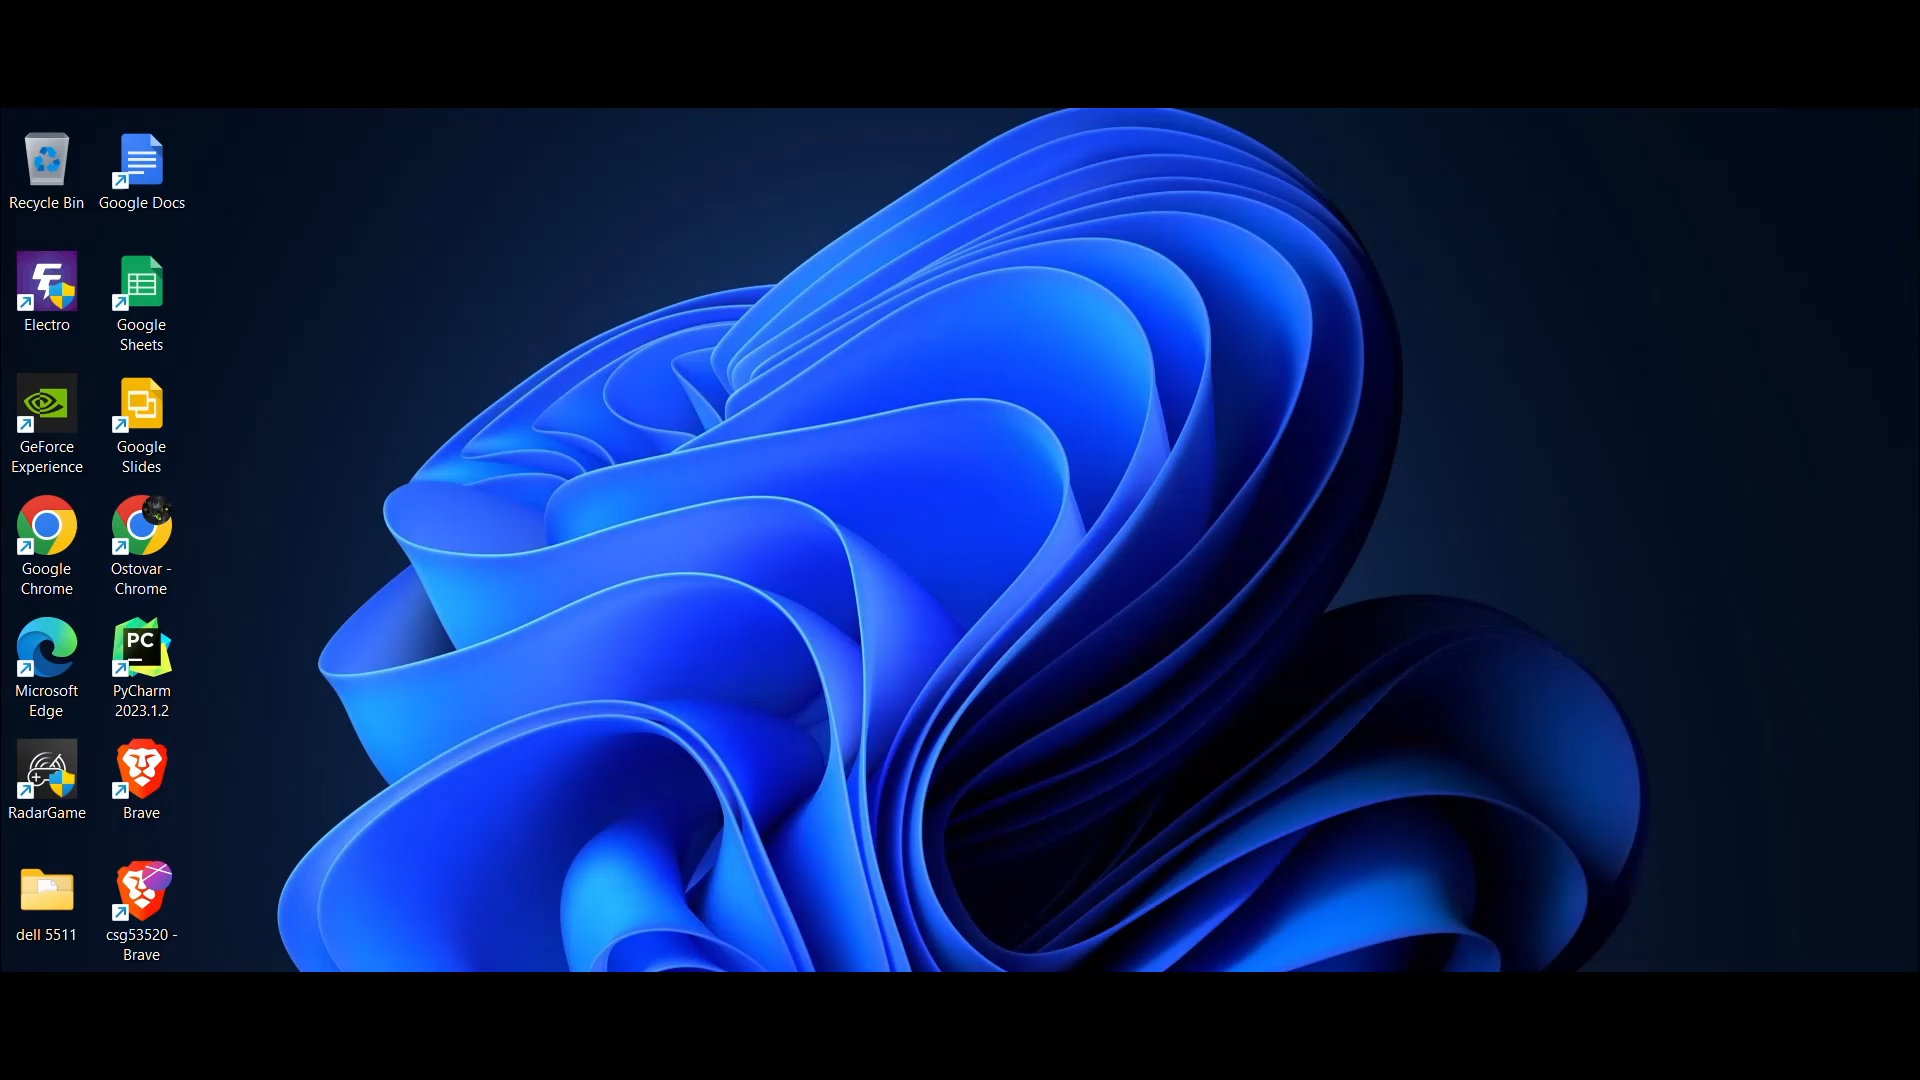 Recycle Bin
Google Docs
Electro
Google
Sheets
GeForce
Experience
Google
Slides
Google
Chrome
Ostovar -
Chrome
Microsoft
Edge
PC
PyCharm
2023.1.2
RadarGame
Brave
dell 5511
csg53520 -
Brave